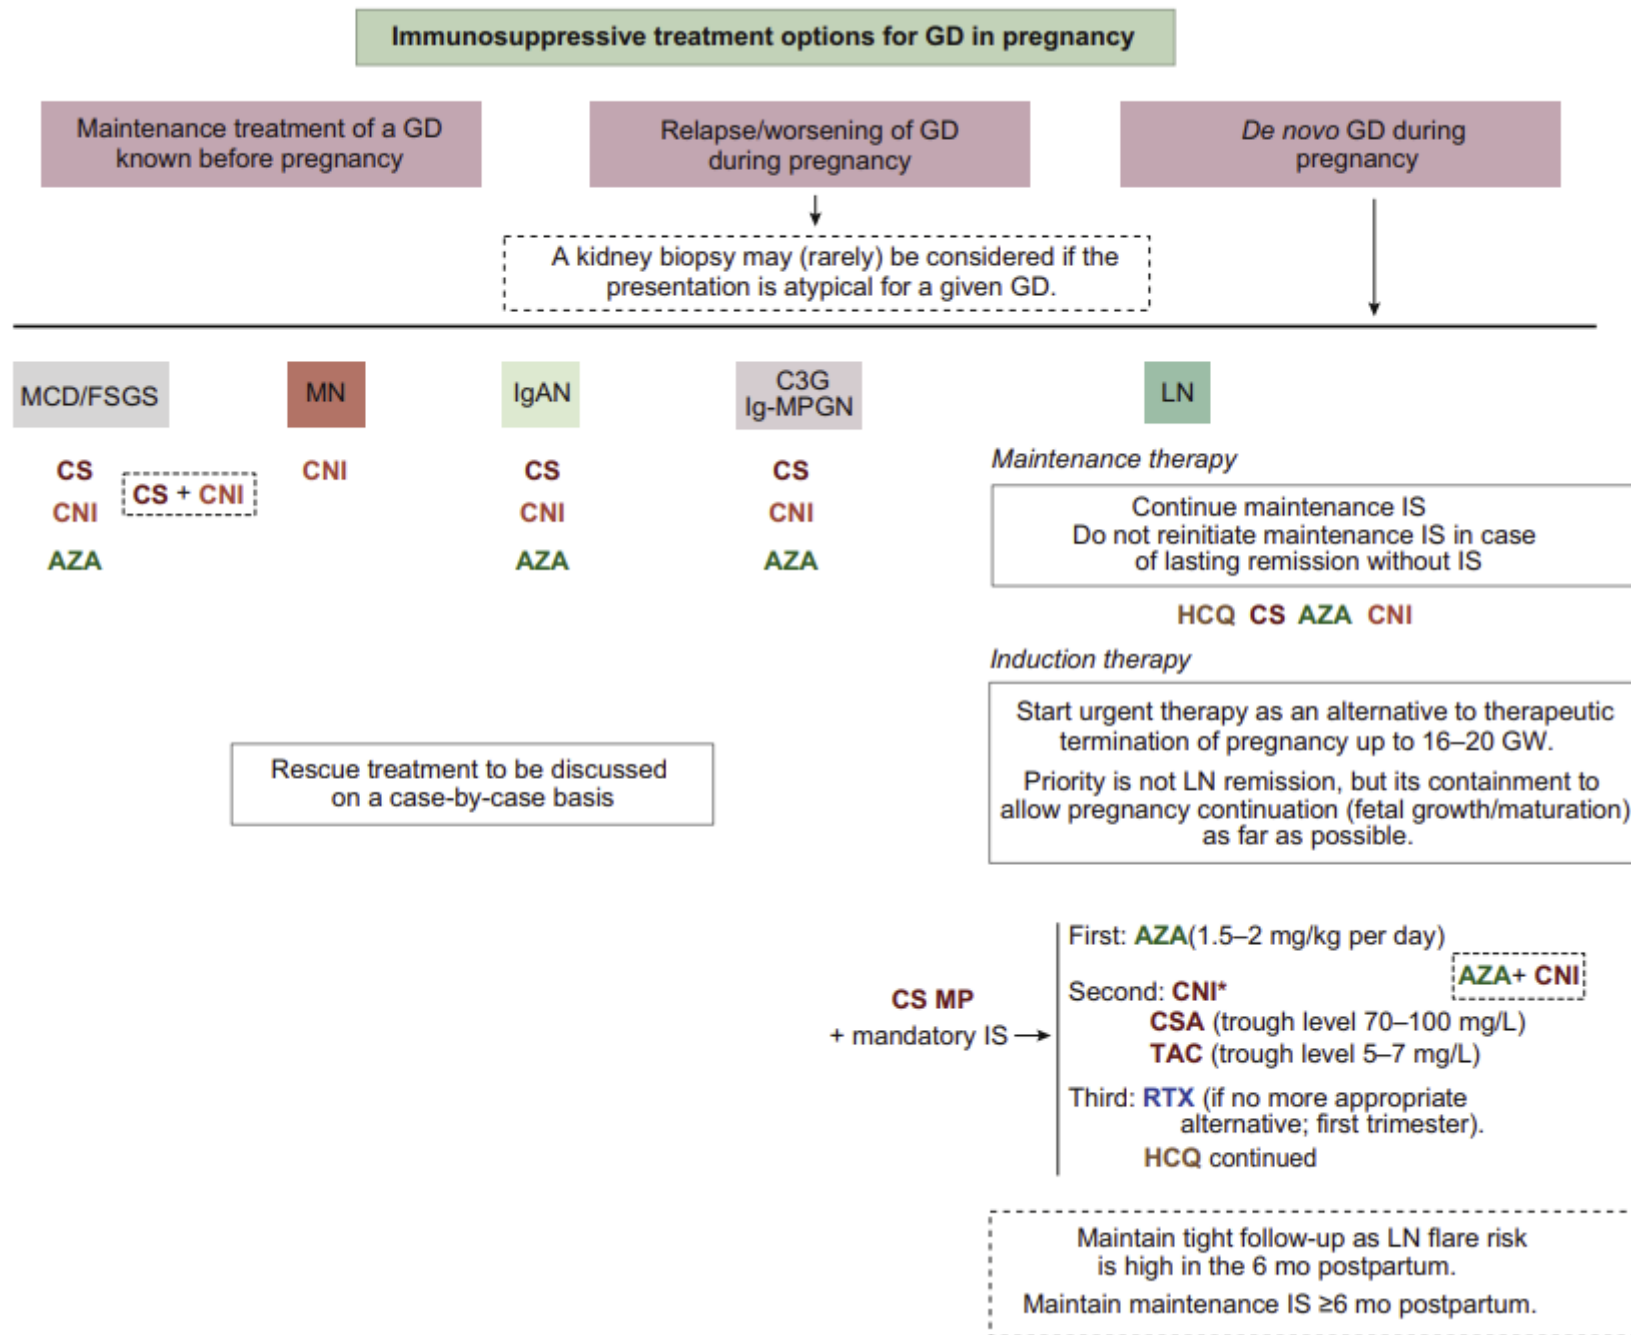 Immunosuppressive treatment options for GD in pregnancy
Maintenance treatment of a GD
known before pregnancy
Relapse/worsening of GD
during pregnancy
De novo GD during
pregnancy
A kidney biopsy may (rarely) be considered if the
presentation is atypical for a given GD.
MCD/FSGS
MN
IgAN
C3G
Ig-MPGN
LN
CS
CNI
AZA
CS + CNI
CNI
CS
CNI
AZA
CS
CNI
AZA
Maintenance therapy
Continue maintenance IS
Do not reinitiate maintenance IS in case
of lasting remission without IS
HCQ CS AZA CNI
Induction therapy
Start urgent therapy as an alternative to therapeutic
termination of pregnancy up to 16–20 GW.
Priority is not LN remission, but its containment to
allow pregnancy continuation (fetal growth/maturation)
as far as possible.
Rescue treatment to be discussed
on a case-by-case basis
CS MP
+ mandatory IS
First: AZA(1.5–2 mg/kg per day)
AZA+ CNI
Second: CNI*
CSA (trough level 70–100 mg/L)
TAC (trough level 5–7 mg/L)
Third: RTX (if no more appropriate
alternative; first trimester).
HCQ continued
Maintain tight follow-up as LN flare risk
is high in the 6 mo postpartum.
Maintain maintenance IS ≥6 mo postpartum.